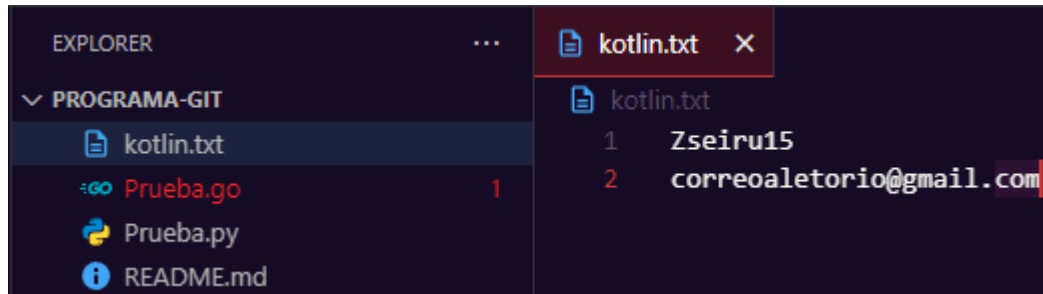 EXPLORER
...
PROGRAMA-GIT
kotlin.txt
GO Prueba.go 1
Prueba.py
README.md
kotlin.txt
kotlin.txt
1 Zseiru15
2 correoaletorio@gmail.com